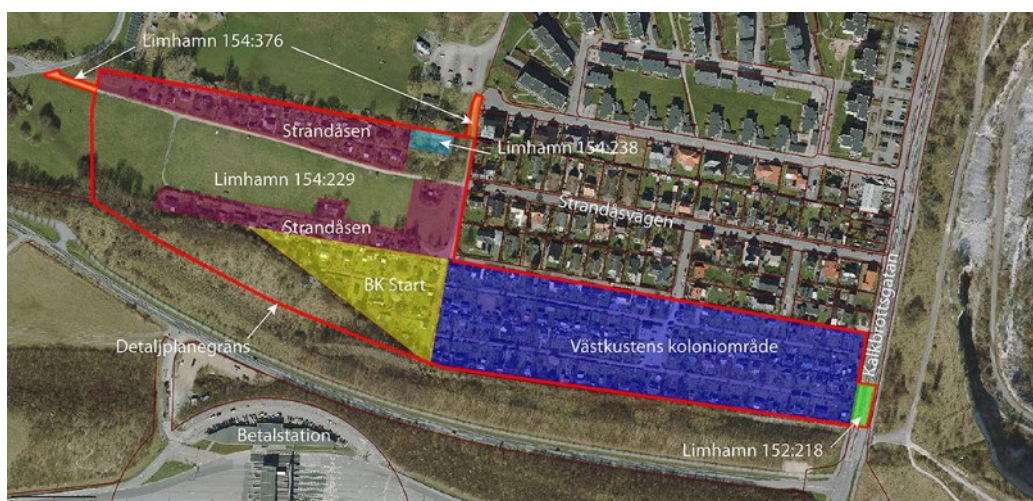 Limhamn 154:376
Strandåsen
Limhamn 154:238
Limhamn 154:229
Strandåsvägen
Strandåsen
BK Start
Detaljplanegräns
Västkustens koloniområde
Kalkbrottsgatan
Betalstation
Limhamn 152:218